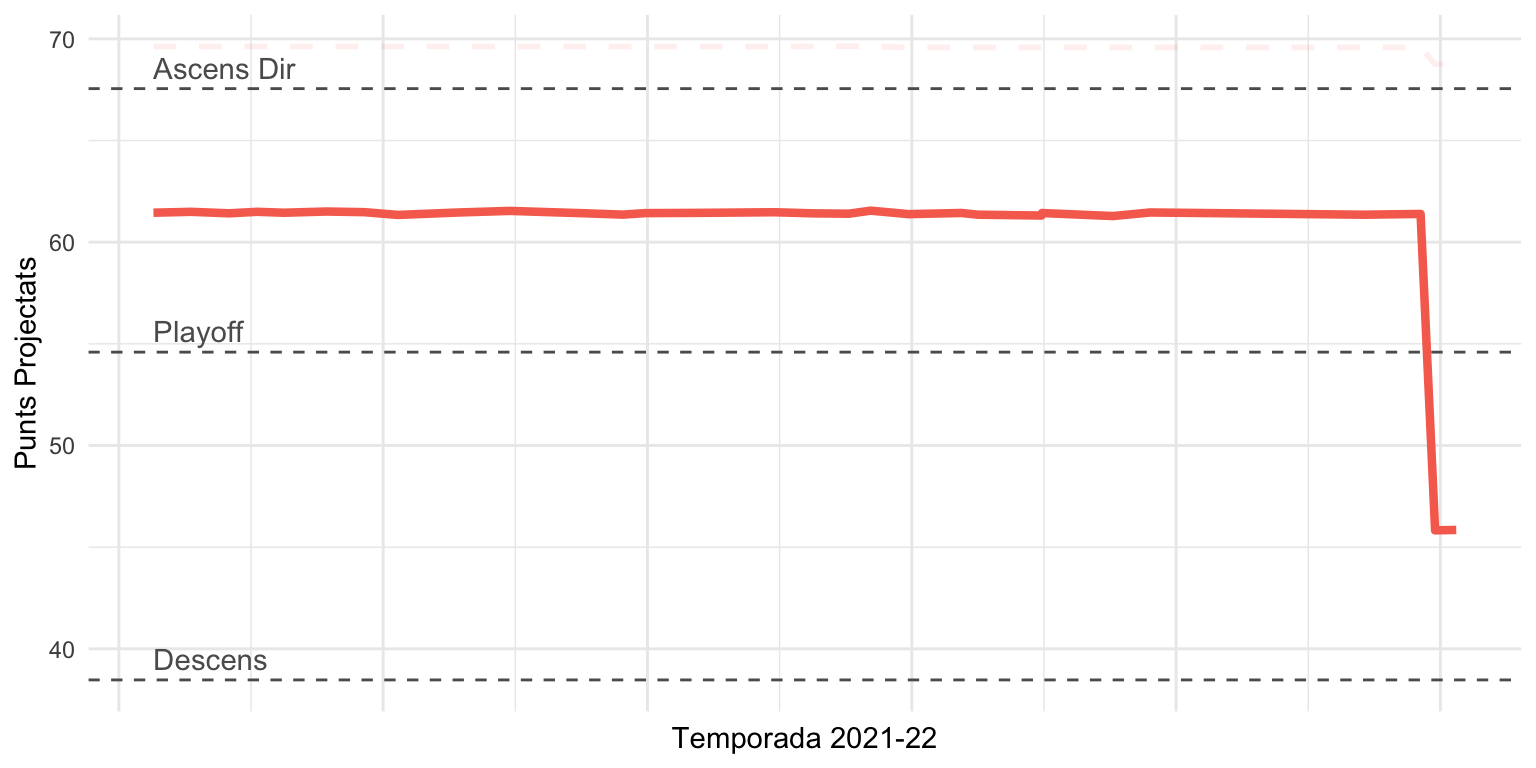 70
Ascens Dir
60
Playoff
50
40
Descens
Punts Projectats
Temporada 2021-22